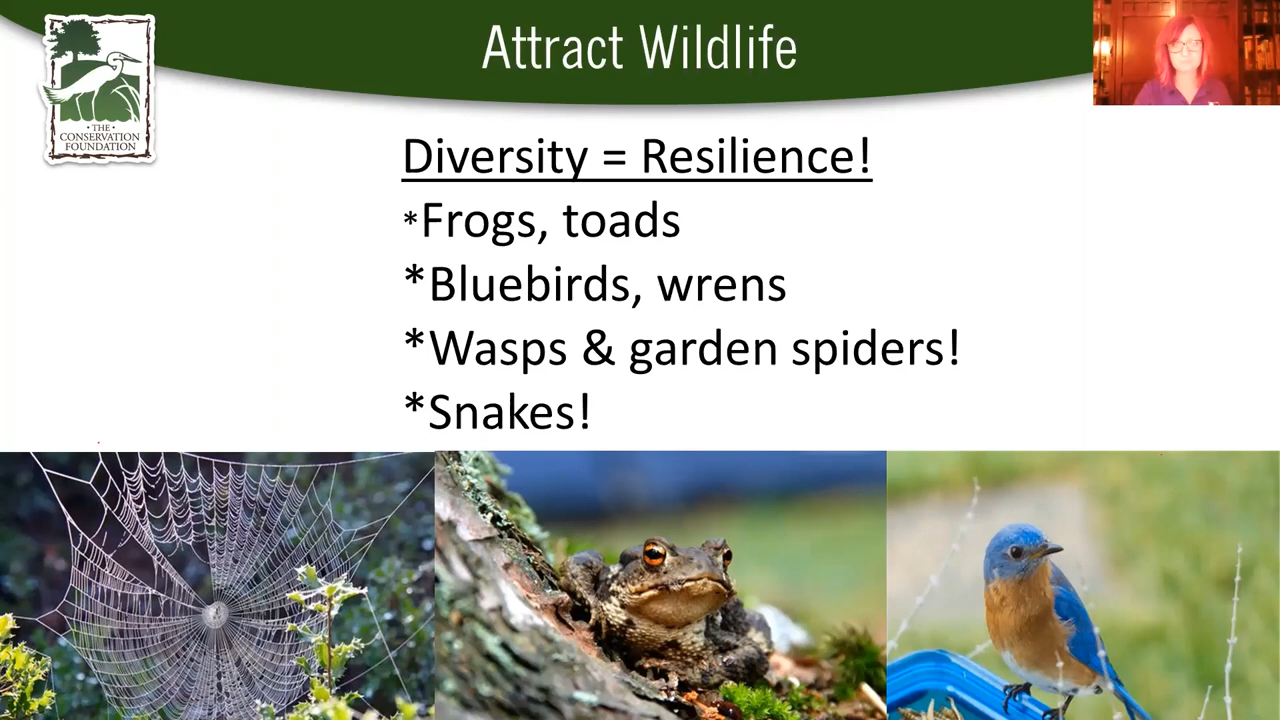 Attract Wildlife
• THE •
CONSERVATION
FOUNDATION
Diversity = Resilience!
*Frogs, toads
*Bluebirds, wrens
*Wasps & garden spiders!
*Snakes!